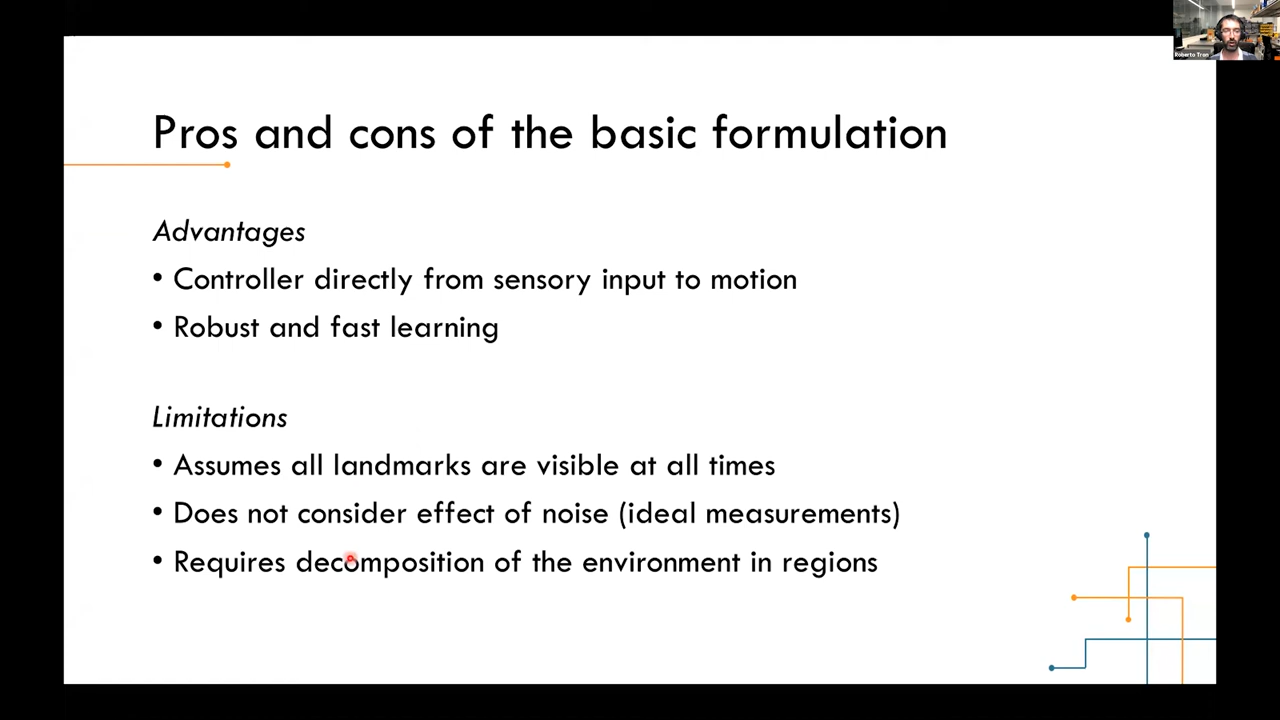 Roberto Tron
Pros and cons of the basic formulation
Advantages
• Controller directly from sensory input to motion
• Robust and fast learning
Limitations
• Assumes all landmarks are visible at all times
• Does not consider effect of noise (ideal measurements)
• Requires decomposition of the environment in regions